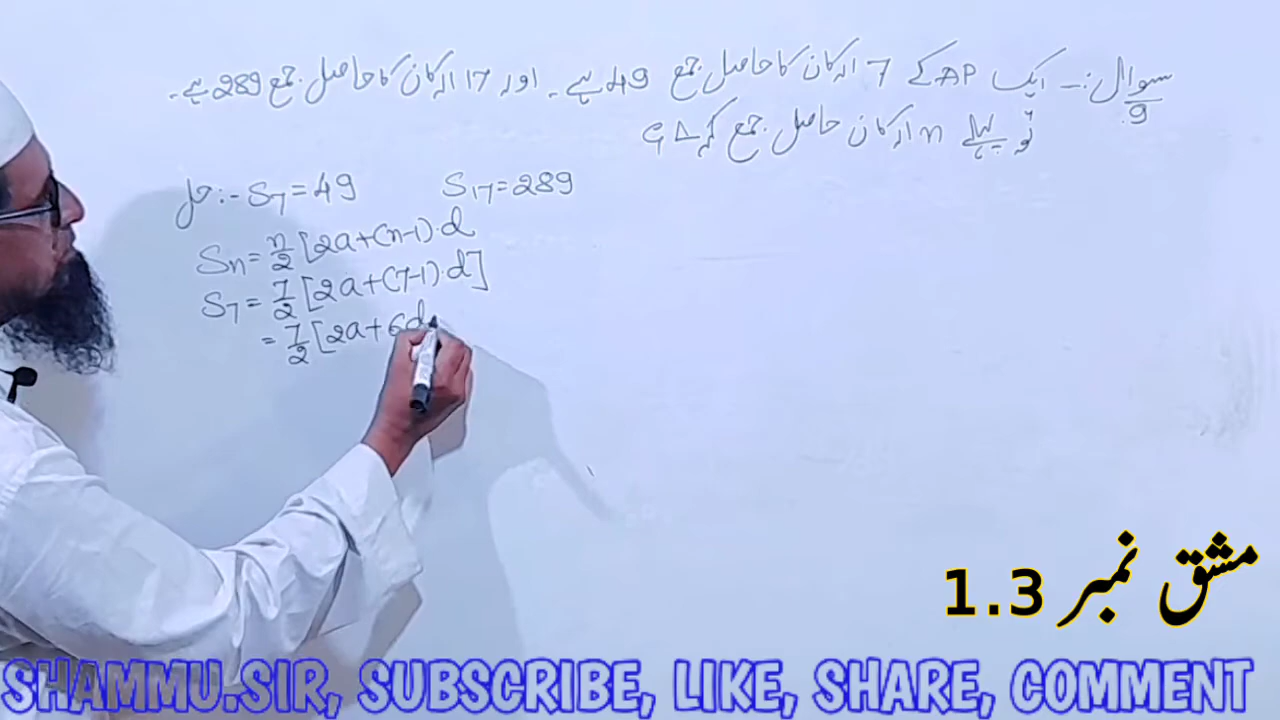 سوال 9:- ایک AP کے 7 ارکان کا حاصل جمع 49 ہے۔ اور 17 ارکان کا حاصل جمع 289 ہے۔
تو پہلے n ارکان حاصل جمع کرو؟
حل:- S₇ = 49 S₁₇ = 289
Sn = n/2 [2a+(n-1)·d
S₇ = 7/2 [2a+(7-1)·d]
= 7/2 [2a+6d
مشق نمبر 1.3
SHAMMU.SIR, SUBSCRIBE, LIKE, SHARE, COMMENT